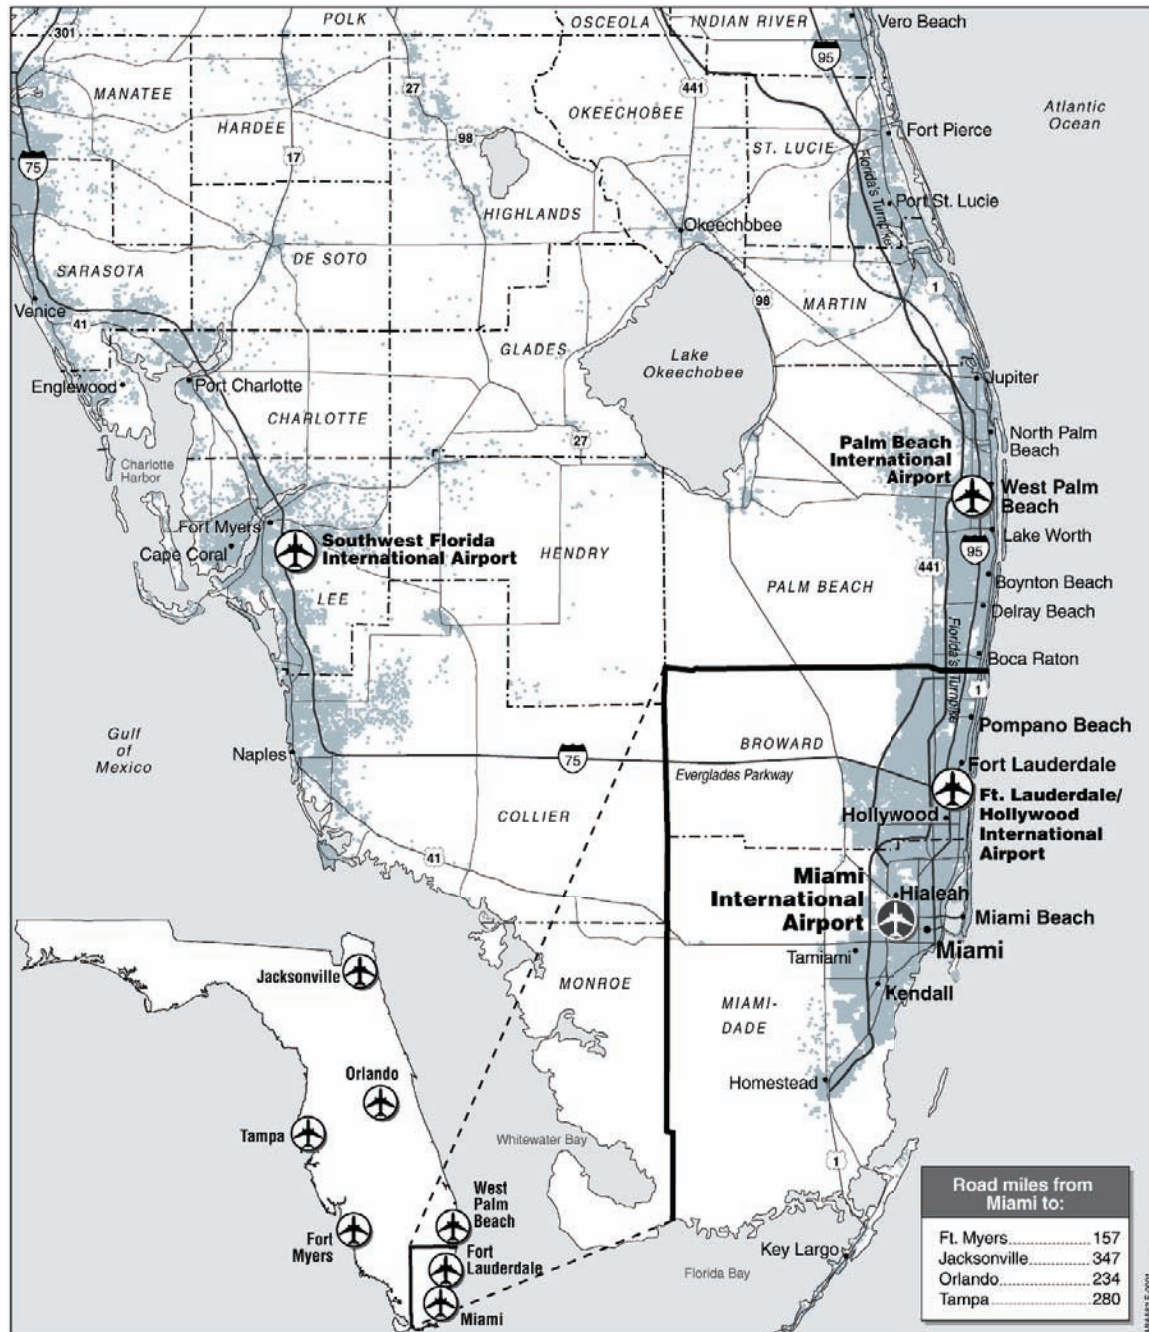 POLK
OSCEOLA
INDIAN RIVER
Vero Beach
301
95
MANATEE
27
441
Atlantic
Ocean
HARDEE
OKEECHOBEE
98
Fort Pierce
75
17
ST. LUCIE
Florida's Turnpike
Port St. Lucie
HIGHLANDS
Okeechobee
SARASOTA
DE SOTO
1
98
MARTIN
Venice
41
GLADES
Lake
Okeechobee
Englewood
Port Charlotte
Jupiter
CHARLOTTE
27
North Palm
Beach
Palm Beach
International
Airport
Charlotte
Harbor
West Palm
Beach
Fort Myers
Cape Coral
Southwest Florida
International Airport
HENDRY
Lake Worth
95
441
PALM BEACH
Boynton Beach
LEE
Delray Beach
Florida's Turnpike
Boca Raton
1
Gulf
of
Mexico
Pompano Beach
Naples
75
BROWARD
Everglades Parkway
Fort Lauderdale
Ft. Lauderdale/
Hollywood
International
Airport
COLLIER
Hollywood
41
Miami
International
Airport
Hialeah
Miami Beach
Miami
Tamiami
Jacksonville
MONROE
Kendall
MIAMI-
DADE
Orlando
Homestead
Tampa
Whitewater Bay
1
West
Palm
Beach
Fort
Myers
Fort
Lauderdale
Miami
Key Largo
Florida Bay
Road miles from
Miami to:
Ft. Myers 157
Jacksonville 347
Orlando 234
Tampa 280